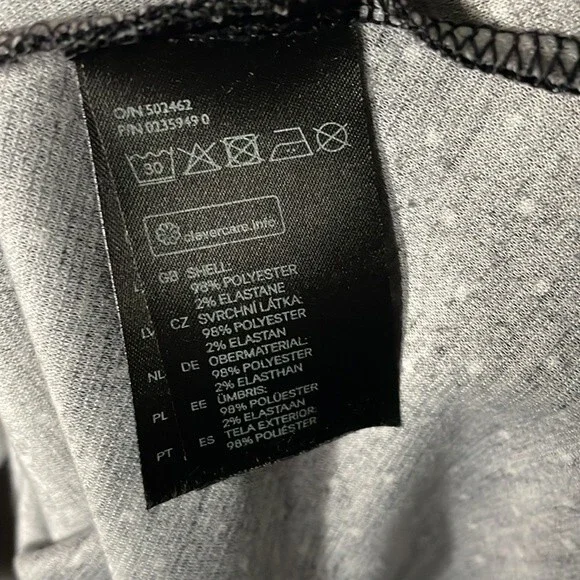 O/N 502462
P/N 0235949 0
30
clevercare.info
L GB SHELL:
98% POLYESTER
2% ELASTANE
LV CZ SVRCHNÍ LÁTKA:
98% POLYESTER
2% ELASTAN
NL DE OBERMATERIAL:
98% POLYESTER
2% ELASTHAN
PL EE ÜMBRIS:
98% POLÜESTER
2% ELASTAAN
PT ES TELA EXTERIOR:
98% POLIÉSTER